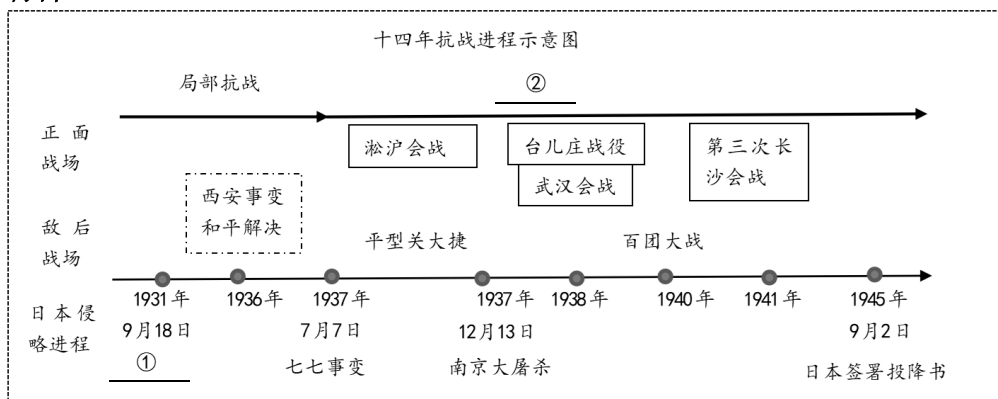 十四年抗战进程示意图
局部抗战
②
正面
战场
淞沪会战
台儿庄战役
武汉会战
第三次长
沙会战
西安事变
和平解决
敌后
战场
平型关大捷
百团大战
日本侵
略进程
1931年
9月18日
①
1936年
1937年
7月7日
七七事变
1937年
12月13日
南京大屠杀
1938年
1940年
1941年
1945年
9月2日
日本签署投降书